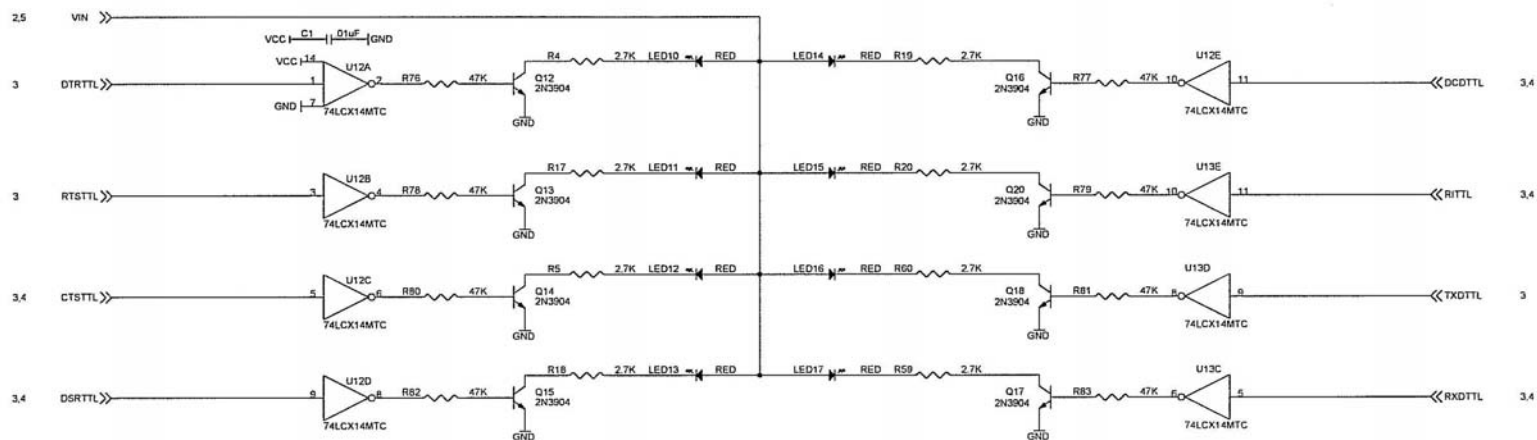 2,5 VIN
VCC C1 .01uF GND
VCC 14 U12A R4 2.7K LED10 RED LED14 RED R19 2.7K U12E
3 DTRTTL 1 2 R76 47K Q12 2N3904 Q16 2N3904 R77 47K 10 11 DCDTTL 3,4
GND 7
74LCX14MTC GND GND 74LCX14MTC
R17 2.7K LED11 RED LED15 RED R20 2.7K
3 RTSTTL 3 U12B 4 R78 47K Q13 2N3904 Q20 2N3904 R79 47K 10 U13E 11 RITTL 3,4
74LCX14MTC GND GND 74LCX14MTC
R5 2.7K LED12 RED LED16 RED R60 2.7K
3,4 CTSTTL 5 U12C 6 R80 47K Q14 2N3904 Q18 2N3904 R81 47K 8 U13D 9 TXDTTL 3
74LCX14MTC GND GND 74LCX14MTC
R18 2.7K LED13 RED LED17 RED R59 2.7K
3,4 DSRTTL 9 U12D 8 R82 47K Q15 2N3904 Q17 2N3904 R83 47K 6 U13C 5 RXDTTL 3,4
74LCX14MTC GND GND 74LCX14MTC